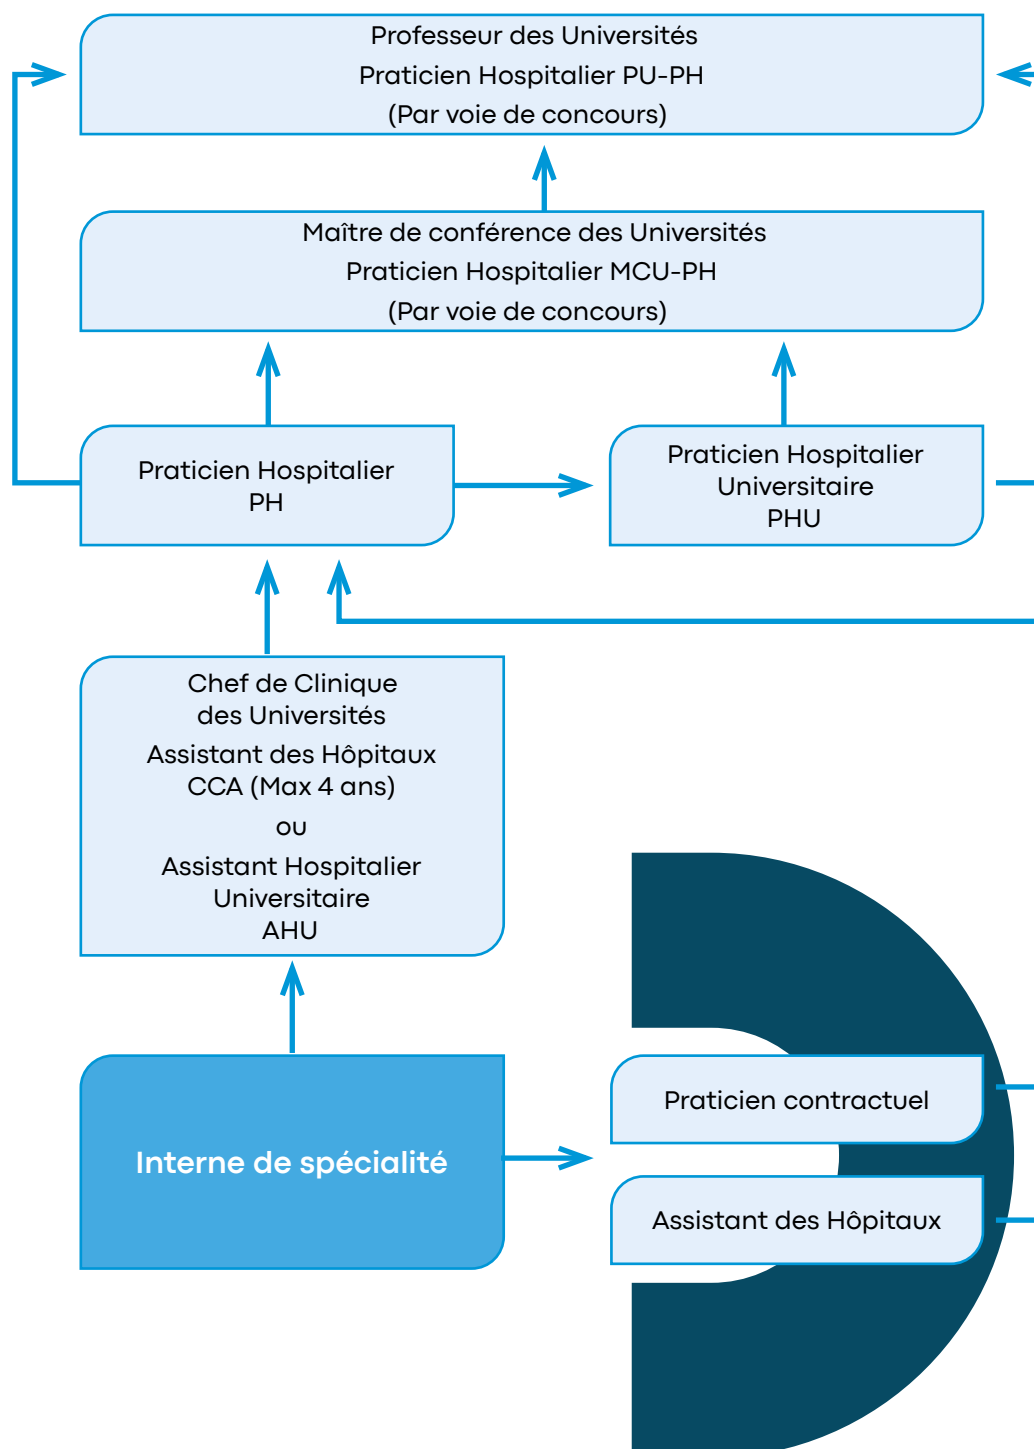 Professeur des Universités
Praticien Hospitalier PU-PH
(Par voie de concours)
Maître de conférence des Universités
Praticien Hospitalier MCU-PH
(Par voie de concours)
Praticien Hospitalier
PH
Praticien Hospitalier
Universitaire
PHU
Chef de Clinique
des Universités
Assistant des Hôpitaux
CCA (Max 4 ans)
ou
Assistant Hospitalier
Universitaire
AHU
Interne de spécialité
Praticien contractuel
Assistant des Hôpitaux